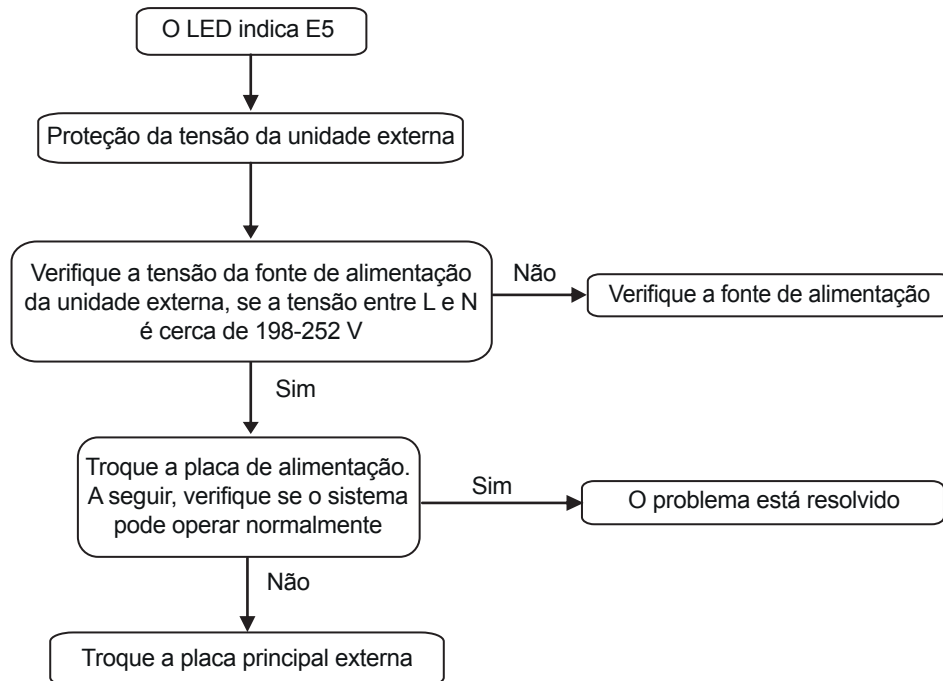 O LED indica E5
Proteção da tensão da unidade externa
Verifique a tensão da fonte de alimentação
da unidade externa, se a tensão entre L e N
é cerca de 198-252 V
Não
Verifique a fonte de alimentação
Sim
Troque a placa de alimentação.
A seguir, verifique se o sistema
pode operar normalmente
Sim
O problema está resolvido
Não
Troque a placa principal externa